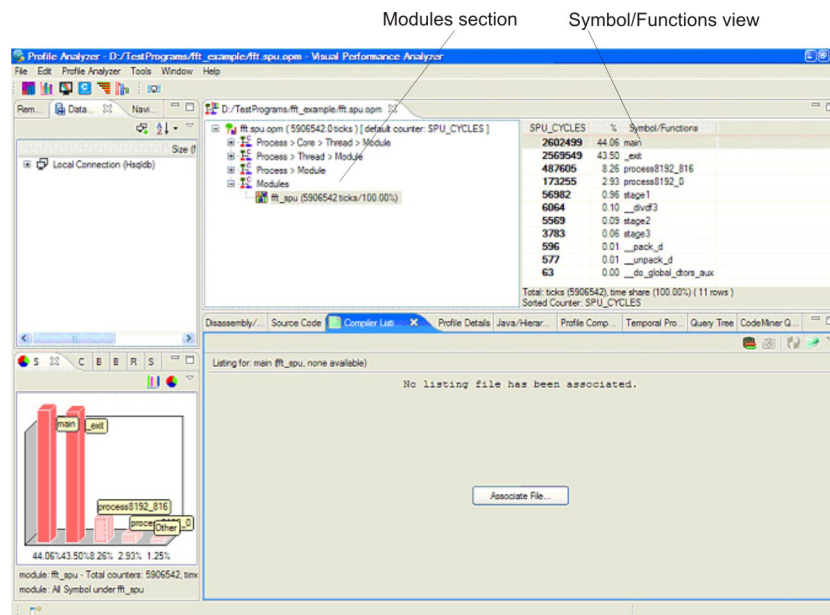 Modules section
Symbol/Functions view
Profile Analyzer - D:/TestPrograms/fft_example/fft.spu.opm - Visual Performance Analyzer
File Edit Profile Analyzer Tools Window Help
Rem... Data... Navi...
Size (
Local Connection (Hsqldb)
D:/TestPrograms/fft_example/fft.spu.opm
fft.spu.opm ( 5906542.0 ticks ) [ default counter: SPU_CYCLES ]
Process > Core > Thread > Module
Process > Thread > Module
Process > Module
Modules
fft_spu (5906542 ticks/100.00%)
SPU_CYCLES % Symbol/Functions
2602499 44.06 main
2569549 43.50 _exit
487605 8.26 process8192_816
173255 2.93 process8192_0
56982 0.96 stage1
6064 0.10 __divdf3
5569 0.09 stage2
3783 0.06 stage3
596 0.01 __pack_d
577 0.01 __unpack_d
63 0.00 __do_global_dtors_aux
Total: ticks (5906542), time share (100.00%) ( 11 rows )
Sorted Counter: SPU_CYCLES
Disassembly/... Source Code Compiler Listi Profile Details Java/Hierar... Profile Comp... Temporal Pro... Query Tree CodeMiner Q...
Listing for: main (fft_spu, none available)
No listing file has been associated.
Associate File...
S C B B R S
main
_exit
process8192_816
Other
_0
44.06% 43.50% 8.26% 2.93% 1.25%
module: fft_spu - Total counters: 5906542, time
module: All Symbol under fft_spu